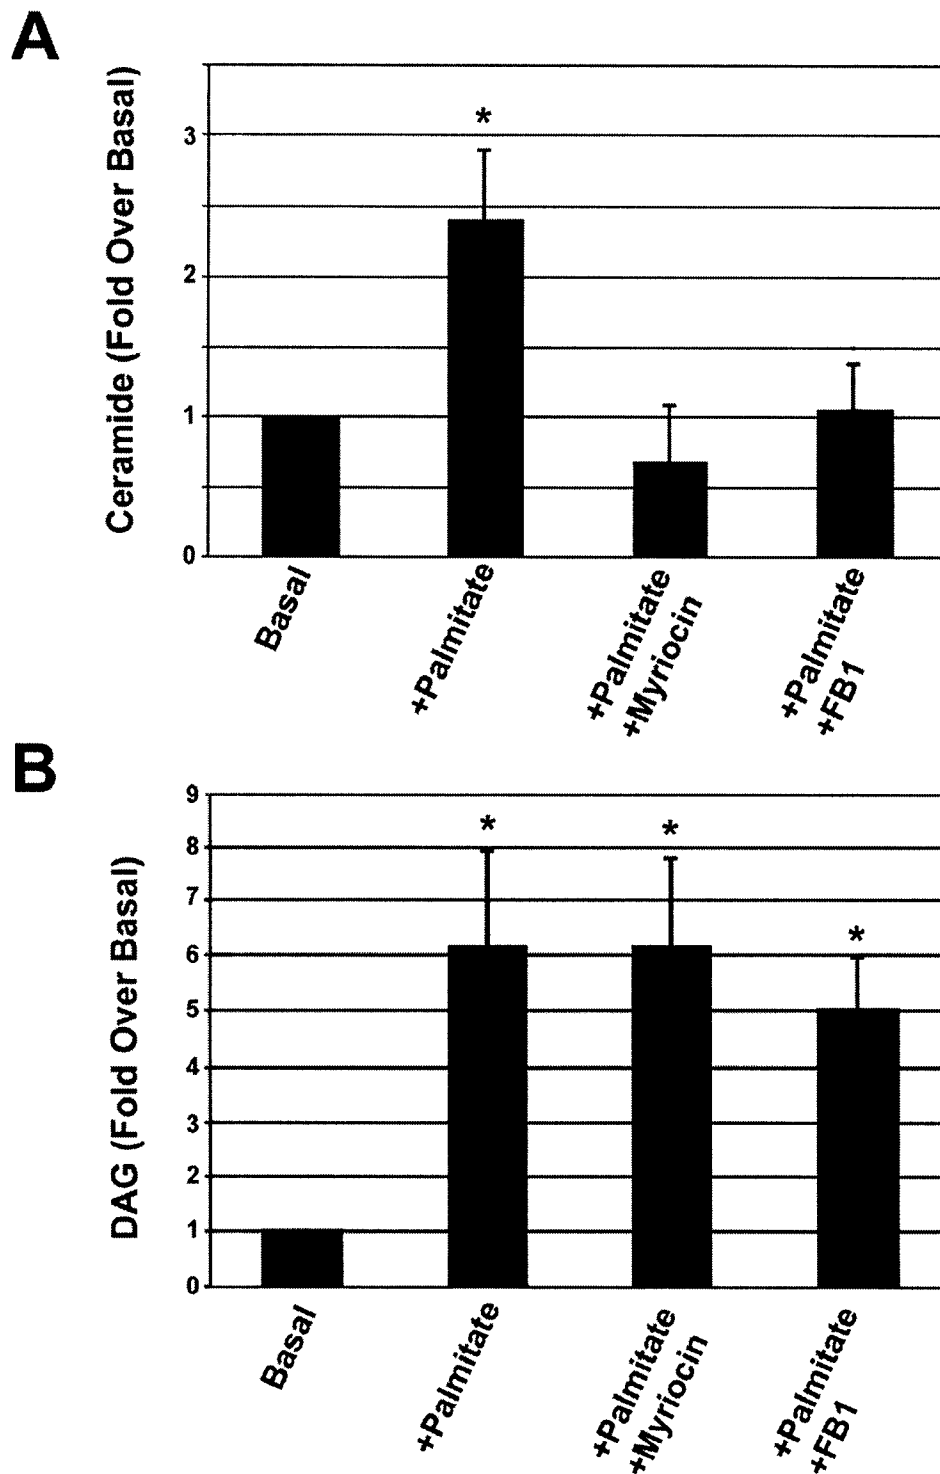 A
Ceramide (Fold Over Basal)
3
2
1
0
*
Basal
+Palmitate
+Palmitate
+Myriocin
+Palmitate
+FB1
B
DAG (Fold Over Basal)
9
8
7
6
5
4
3
2
1
0
*
*
*
Basal
+Palmitate
+Palmitate
+Myriocin
+Palmitate
+FB1